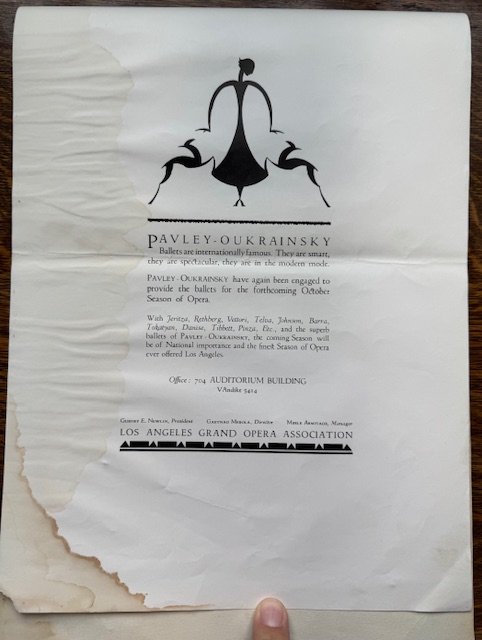 PAVLEY-OUKRAINSKY
Ballets are internationally famous. They are smart,
they are spectacular, they are in the modern mode.
PAVLEY-OUKRAINSKY have again been engaged to
provide the ballets for the forthcoming October
Season of Opera.
With Jeritza, Rethberg, Vettori, Telva, Johnson, Barra,
Tokatyan, Danise, Tibbett, Pinza, Etc., and the superb
ballets of PAVLEY-OUKRAINSKY, the coming Season will
be of National importance and the finest Season of Opera
ever offered Los Angeles.
Office: 704 AUDITORIUM BUILDING
VAndike 5414
GEORGE E. NEWLIN, President GAETANO MEROLA, Director MERLE ARMITAGE, Manager
LOS ANGELES GRAND OPERA ASSOCIATION